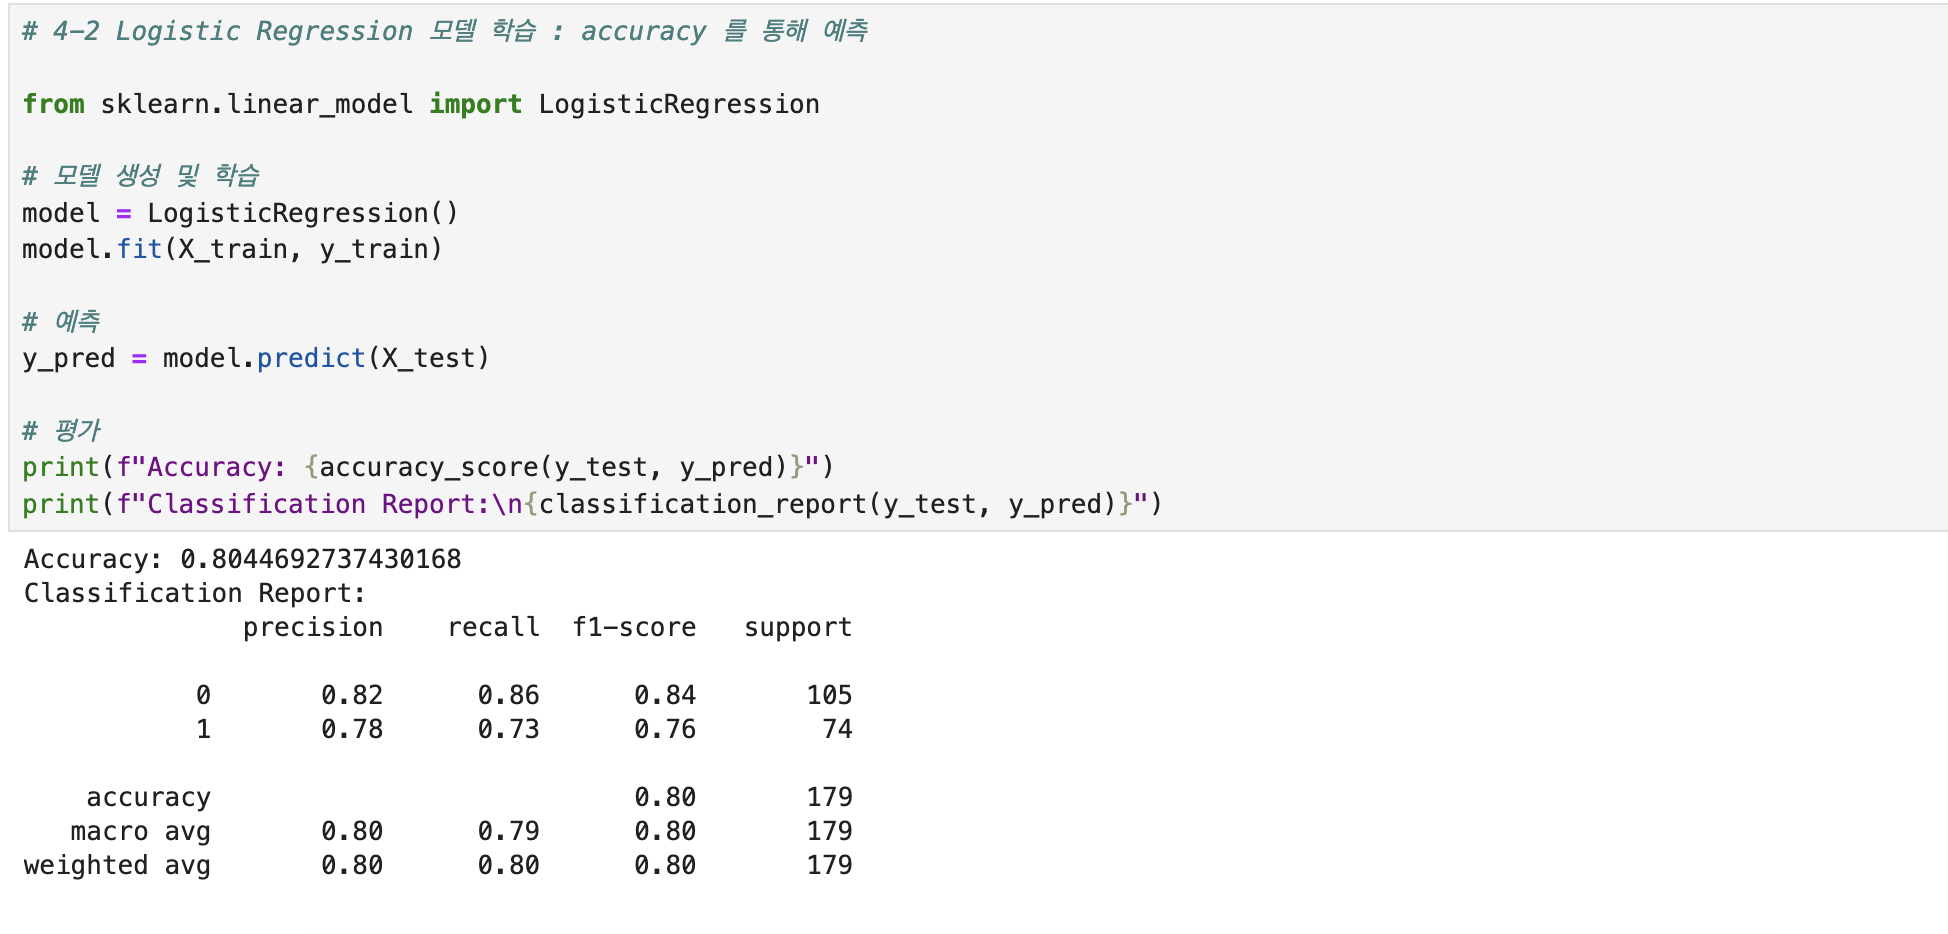 # 4-2 Logistic Regression 모델 학습 : accuracy 를 통해 예측
from sklearn.linear_model import LogisticRegression
# 모델 생성 및 학습
model = LogisticRegression()
model.fit(X_train, y_train)
# 예측
y_pred = model.predict(X_test)
# 평가
print(f"Accuracy: {accuracy_score(y_test, y_pred)}")
print(f"Classification Report:\n{classification_report(y_test, y_pred)}")
Accuracy: 0.8044692737430168
Classification Report:
precision recall f1-score support
0 0.82 0.86 0.84 105
1 0.78 0.73 0.76 74
accuracy 0.80 179
macro avg 0.80 0.79 0.80 179
weighted avg 0.80 0.80 0.80 179